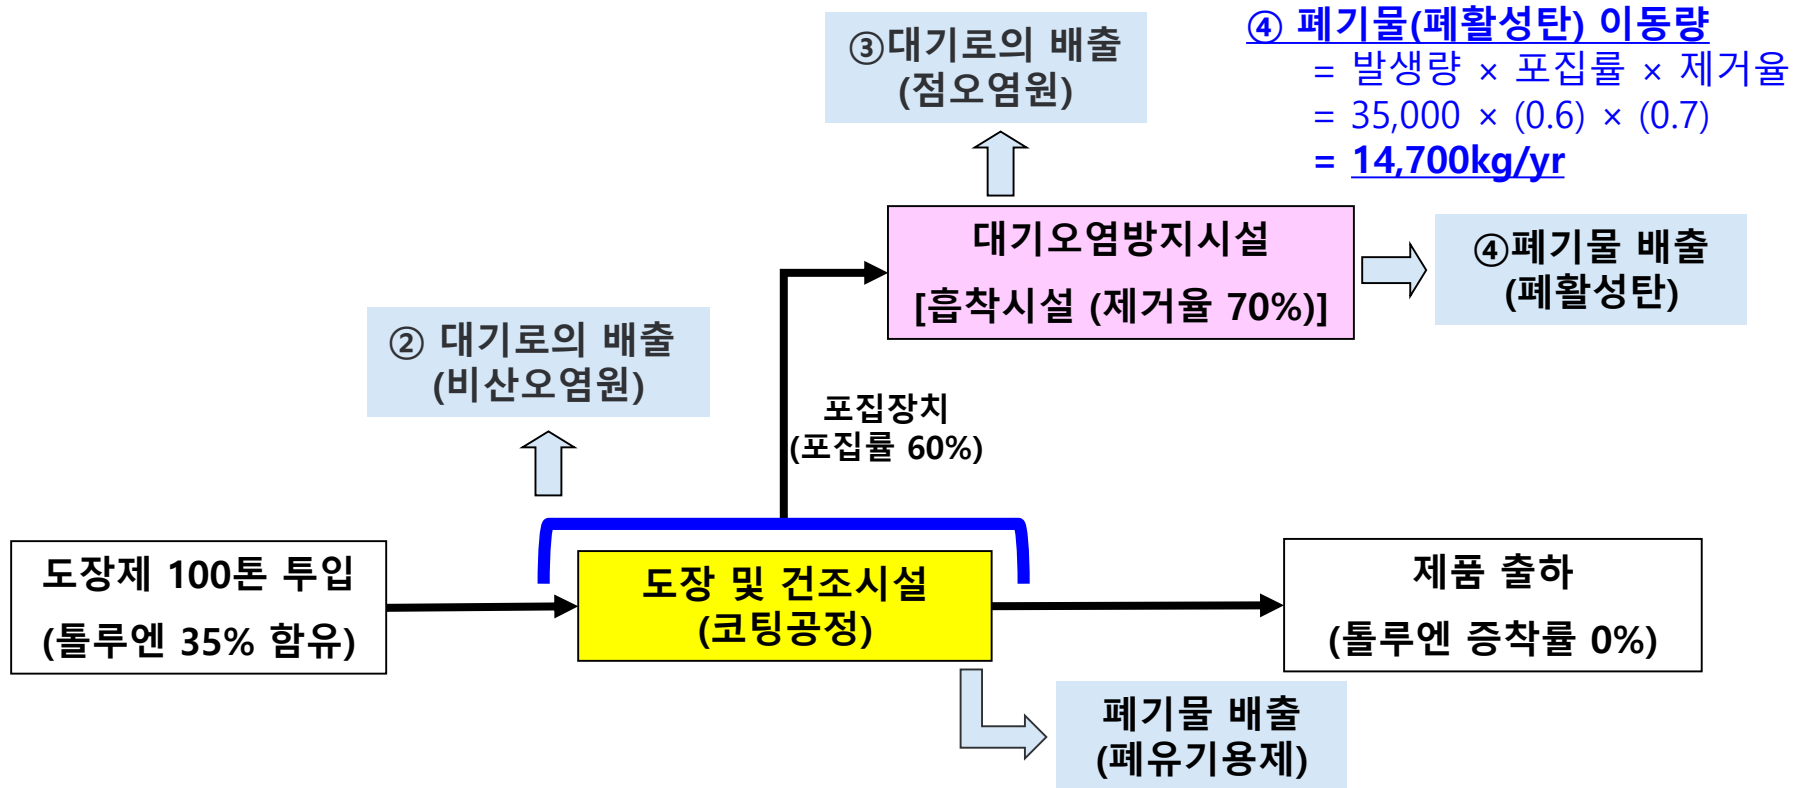 ③대기로의 배출
(점오염원)
④ 폐기물(폐활성탄) 이동량
= 발생량 × 포집률 × 제거율
= 35,000 × (0.6) × (0.7)
= 14,700kg/yr
대기오염방지시설
[흡착시설 (제거율 70%)]
④폐기물 배출
(폐활성탄)
② 대기로의 배출
(비산오염원)
포집장치
(포집률 60%)
도장제 100톤 투입
(톨루엔 35% 함유)
도장 및 건조시설
(코팅공정)
제품 출하
(톨루엔 증착률 0%)
폐기물 배출
(폐유기용제)